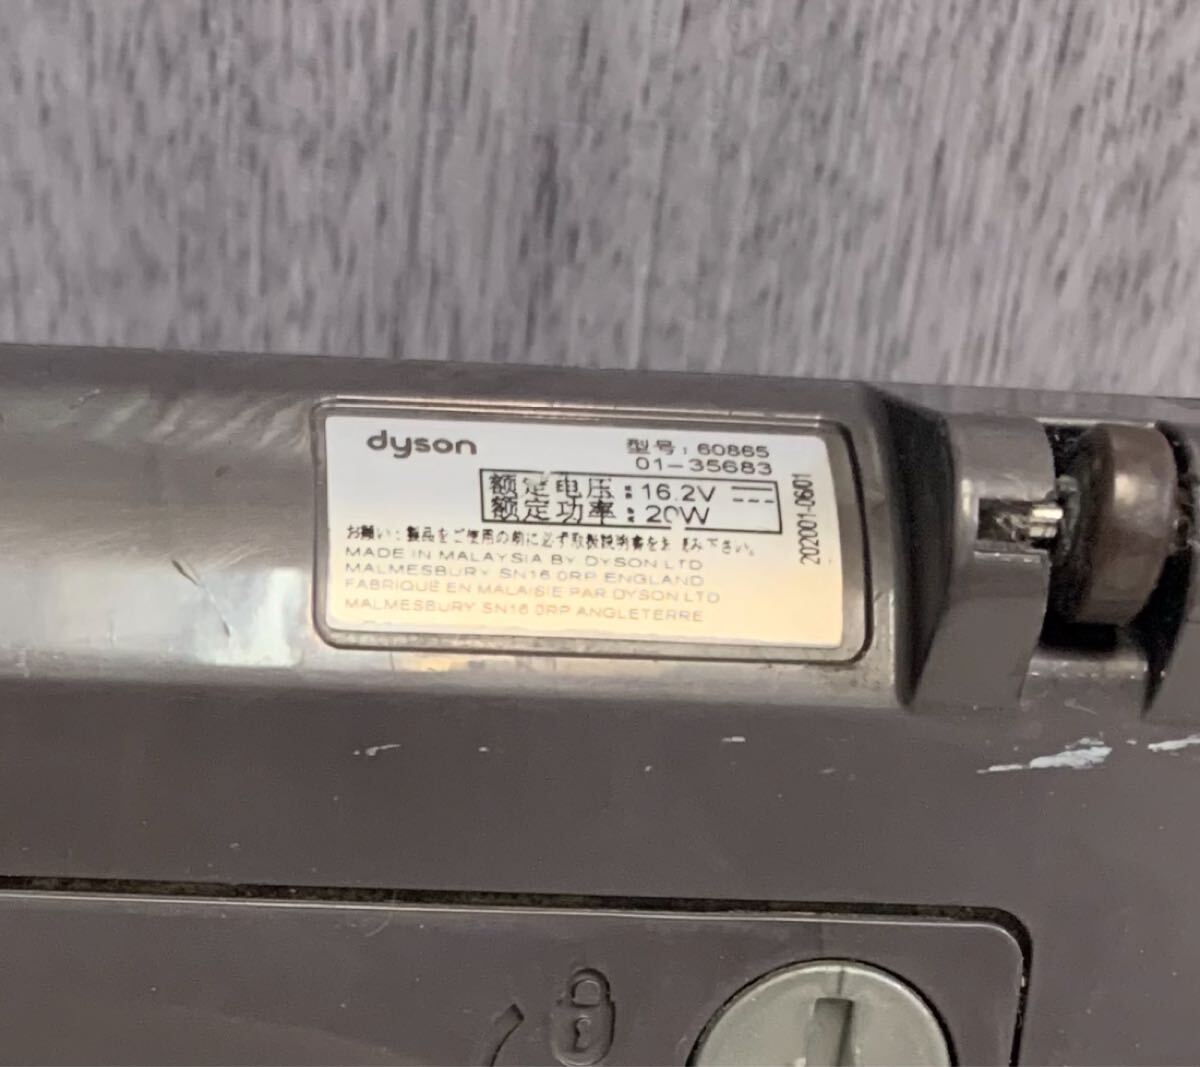 dyson
型号: 60865
01-35683
额定电压: 16.2V ⎓
额定功率: 20W
お願い: 製品をご使用の前に必ず取扱説明書をお読み下さい。
MADE IN MALAYSIA BY DYSON LTD
MALMESBURY SN16 0RP ENGLAND
FABRIQUÉ EN MALAISIE PAR DYSON LTD
MALMESBURY SN16 0RP ANGLETERRE
202001-06/01